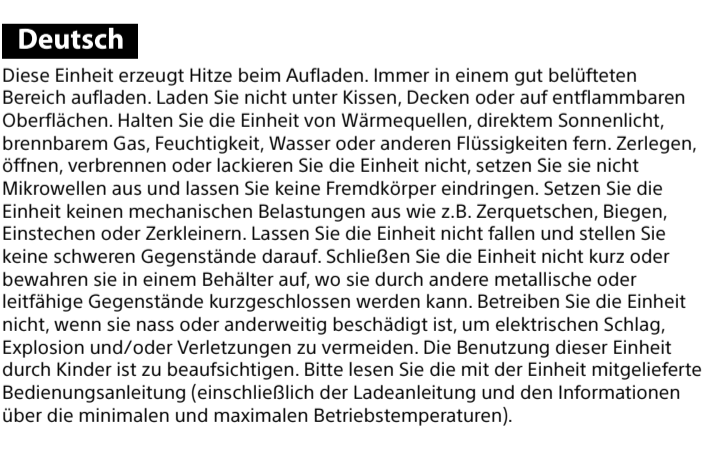 Deutsch
Diese Einheit erzeugt Hitze beim Aufladen. Immer in einem gut belüfteten
Bereich aufladen. Laden Sie nicht unter Kissen, Decken oder auf entflammbaren
Oberflächen. Halten Sie die Einheit von Wärmequellen, direktem Sonnenlicht,
brennbarem Gas, Feuchtigkeit, Wasser oder anderen Flüssigkeiten fern. Zerlegen,
öffnen, verbrennen oder lackieren Sie die Einheit nicht, setzen Sie sie nicht
Mikrowellen aus und lassen Sie keine Fremdkörper eindringen. Setzen Sie die
Einheit keinen mechanischen Belastungen aus wie z.B. Zerquetschen, Biegen,
Einstechen oder Zerkleinern. Lassen Sie die Einheit nicht fallen und stellen Sie
keine schweren Gegenstände darauf. Schließen Sie die Einheit nicht kurz oder
bewahren sie in einem Behälter auf, wo sie durch andere metallische oder
leitfähige Gegenstände kurzgeschlossen werden kann. Betreiben Sie die Einheit
nicht, wenn sie nass oder anderweitig beschädigt ist, um elektrischen Schlag,
Explosion und/oder Verletzungen zu vermeiden. Die Benutzung dieser Einheit
durch Kinder ist zu beaufsichtigen. Bitte lesen Sie die mit der Einheit mitgelieferte
Bedienungsanleitung (einschließlich der Ladeanleitung und den Informationen
über die minimalen und maximalen Betriebstemperaturen).